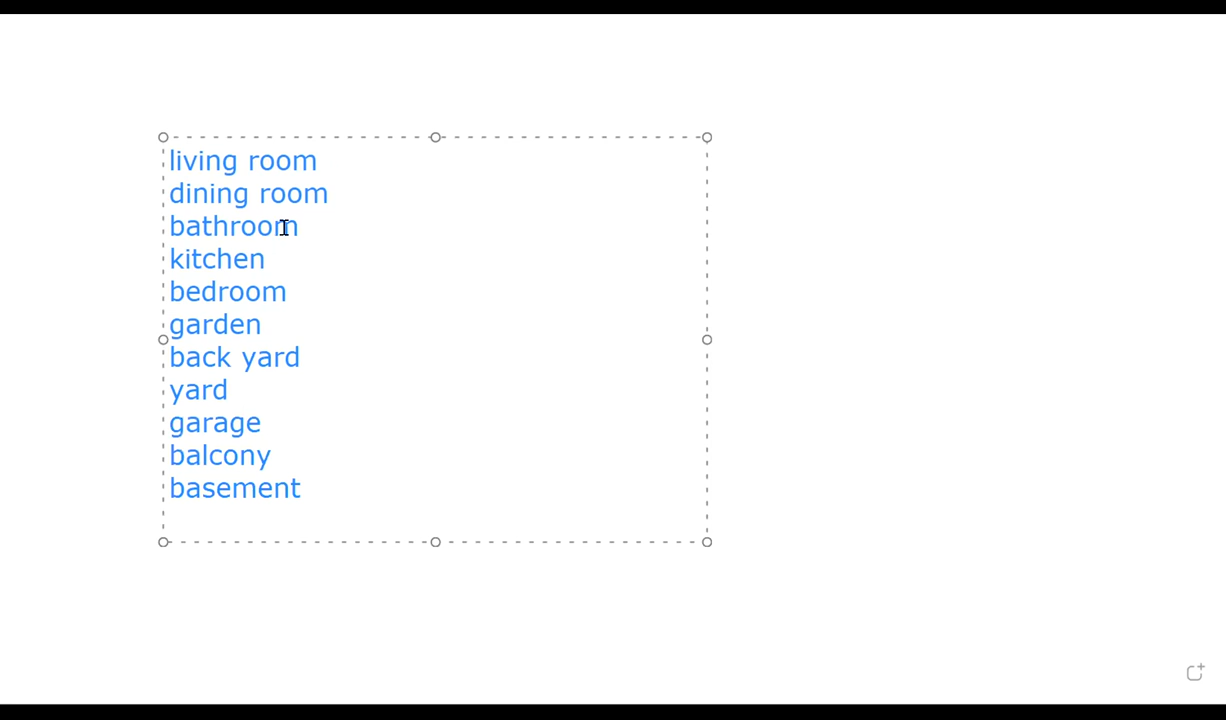 living room
dining room
bathroom
kitchen
bedroom
garden
back yard
yard
garage
balcony
basement